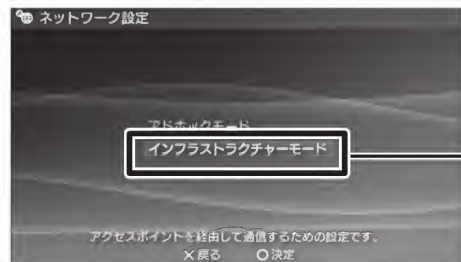 ネットワーク設定
アドホックモード
インフラストラクチャーモード
アクセスポイントを経由して通信するための設定です。
×戻る ○決定